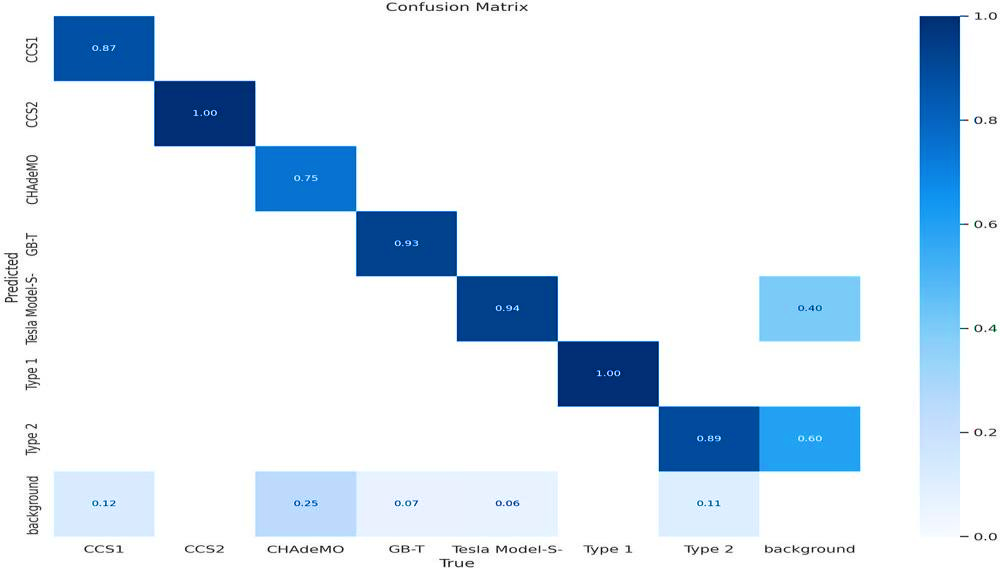 Confusion Matrix
CCS1
0.87
CCS2
1.00
CHAdeMO
0.75
GB-T
0.93
Tesla Model-S-
0.94
0.40
Type 1
1.00
Type 2
0.89
0.60
background
0.12
0.25
0.07
0.06
0.11
Predicted
CCS1
CCS2
CHAdeMO
GB-T
Tesla Model-S-
Type 1
Type 2
background
True
1.0
0.8
0.6
0.4
0.2
0.0